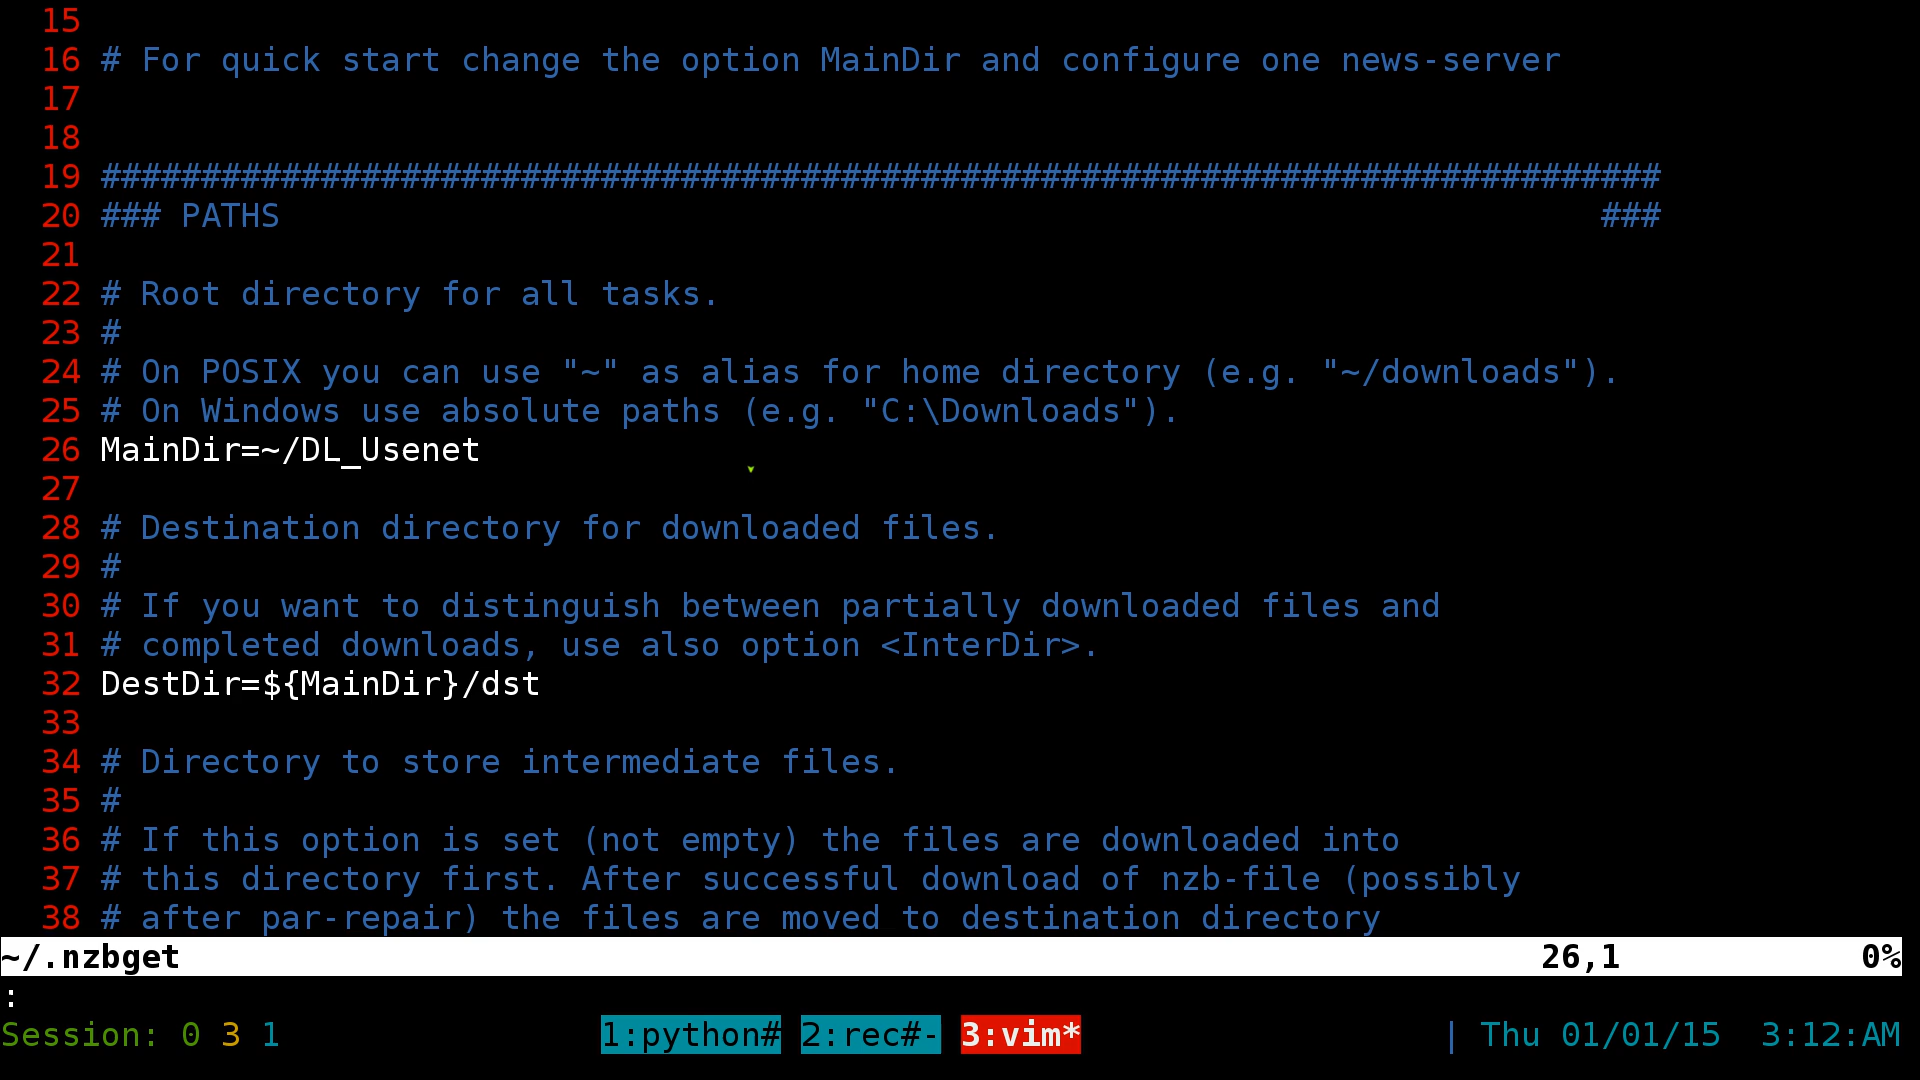 15
16 # For quick start change the option MainDir and configure one news-server
17
18
19 ##############################################################################
20 ### PATHS                                                                  ###
21
22 # Root directory for all tasks.
23 #
24 # On POSIX you can use "~" as alias for home directory (e.g. "~/downloads").
25 # On Windows use absolute paths (e.g. "C:\Downloads").
26 MainDir=~/DL_Usenet
27
28 # Destination directory for downloaded files.
29 #
30 # If you want to distinguish between partially downloaded files and
31 # completed downloads, use also option <InterDir>.
32 DestDir=${MainDir}/dst
33
34 # Directory to store intermediate files.
35 #
36 # If this option is set (not empty) the files are downloaded into
37 # this directory first. After successful download of nzb-file (possibly
38 # after par-repair) the files are moved to destination directory
~/.nzbget 26,1 0%
:
Session: 0 3 1 1:python# 2:rec#- 3:vim* | Thu 01/01/15 3:12:AM